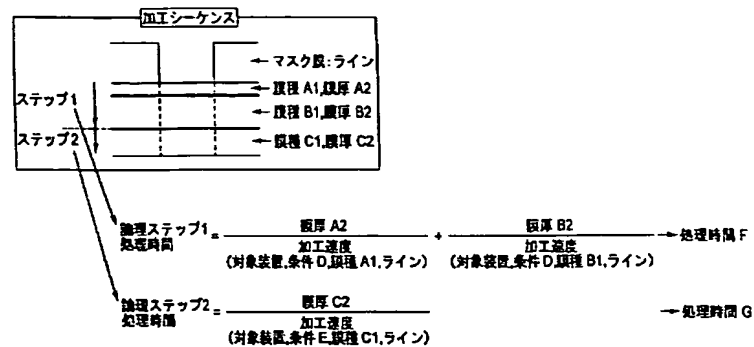 加工シーケンス
マスク膜:ライン
膜種 A1,膜厚 A2
ステップ1
膜種 B1,膜厚 B2
ステップ2
膜種 C1,膜厚 C2
論理ステップ1
処理時間
=
膜厚 A2
加工速度
(対象装置,条件 D,膜種 A1,ライン)
+
膜厚 B2
加工速度
(対象装置,条件 D,膜種 B1,ライン)
処理時間 F
論理ステップ2
処理時間
=
膜厚 C2
加工速度
(対象装置,条件 E,膜種 C1,ライン)
処理時間 G